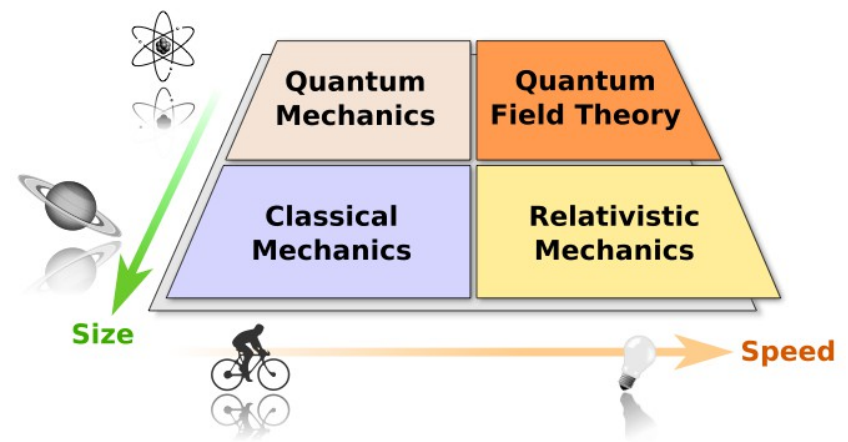 Quantum
Mechanics
Quantum
Field Theory
Classical
Mechanics
Relativistic
Mechanics
Size
Speed